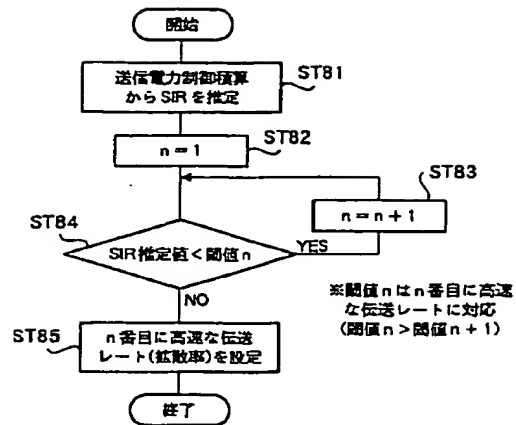 開始
送信電力制御積算
からSIRを推定
ST81
n=1
ST82
ST83
n=n+1
ST84
SIR推定値<閾値n
YES
NO
※閾値nはn番目に高速
な伝送レートに対応
(閾値n>閾値n+1)
ST85
n番目に高速な伝送
レート(拡散率)を設定
終了